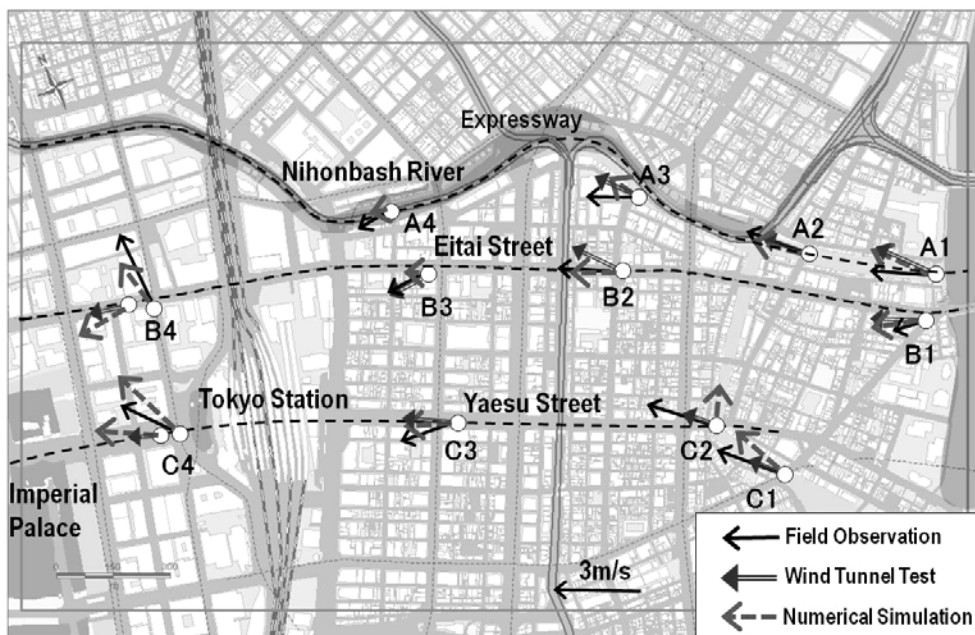 N
Expressway
Nihonbash River
A3
A4
A2
Eitai Street
A1
B3
B2
B4
B1
Tokyo Station
Yaesu Street
C4
C3
C2
C1
Imperial
Palace
3m/s
Field Observation
Wind Tunnel Test
Numerical Simulation